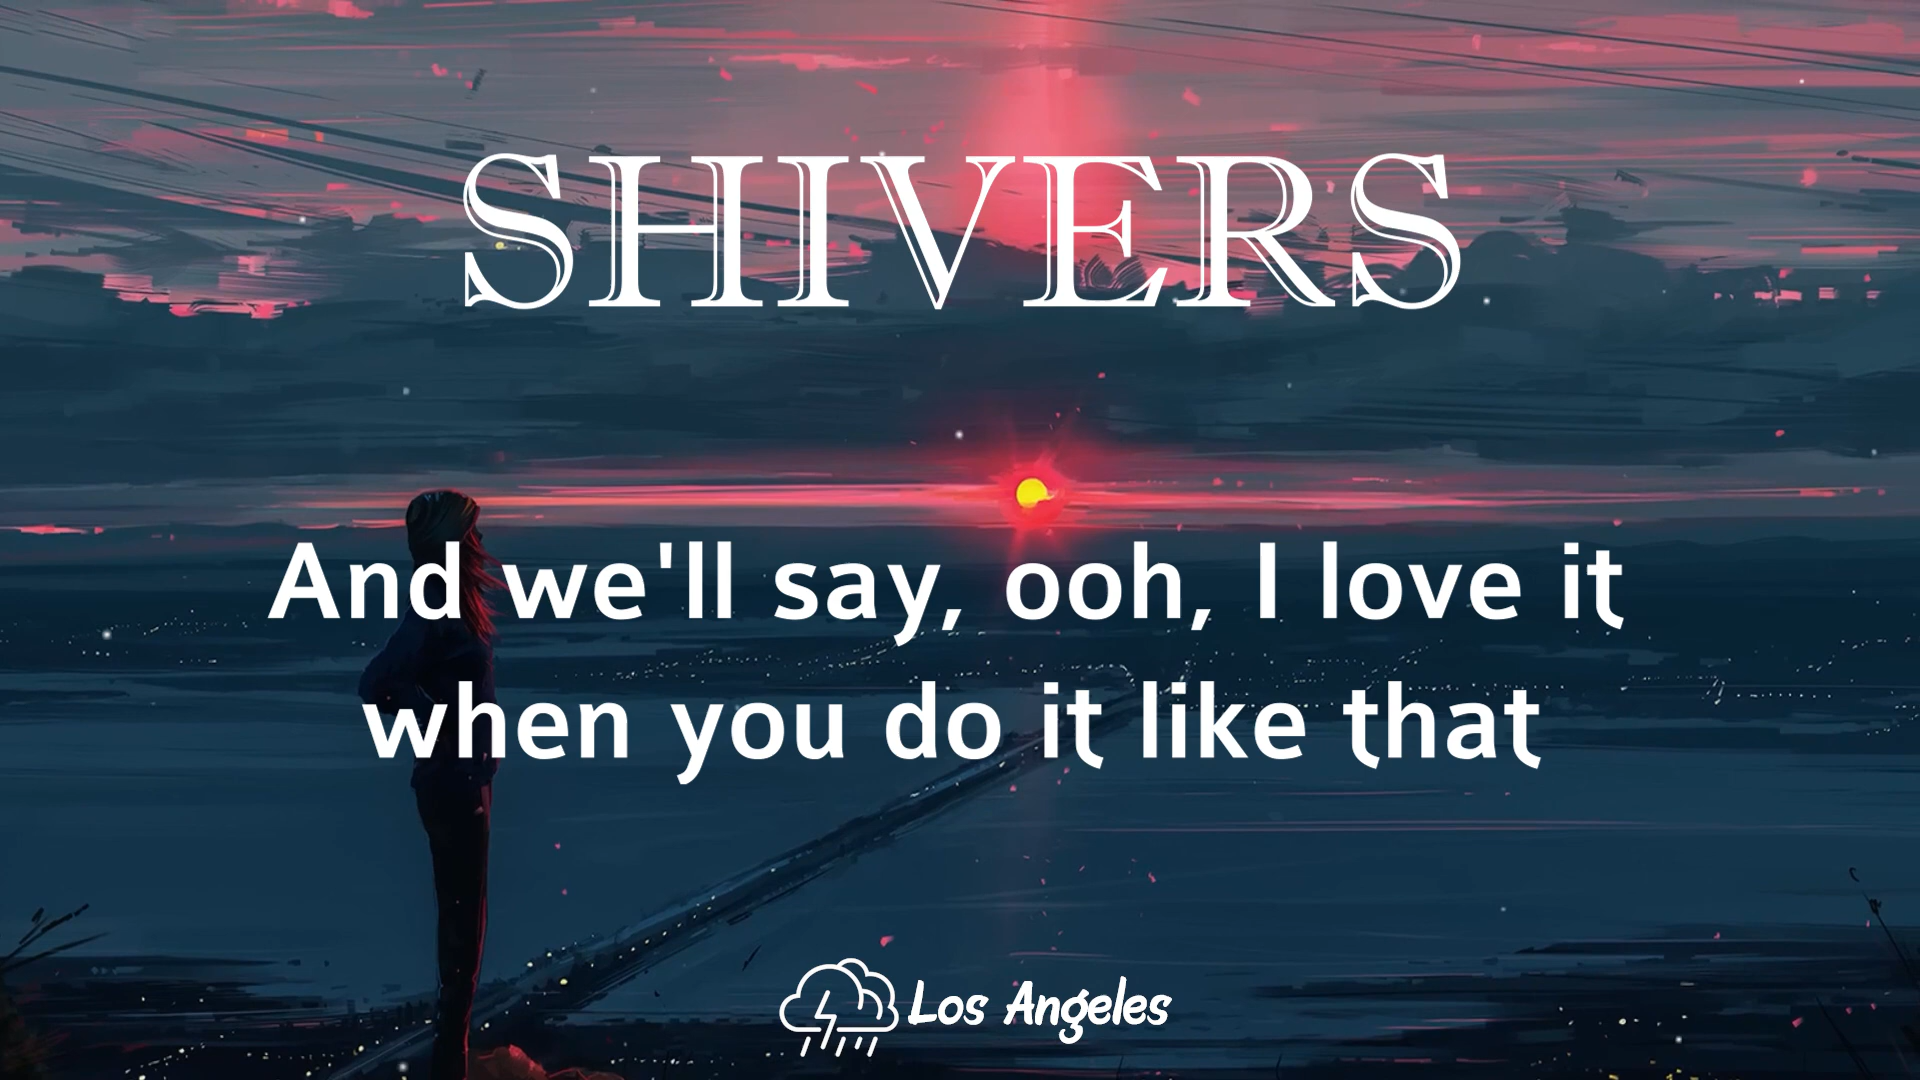 SHIVERS
And we'll say, ooh, I love it
when you do it like that
Los Angeles